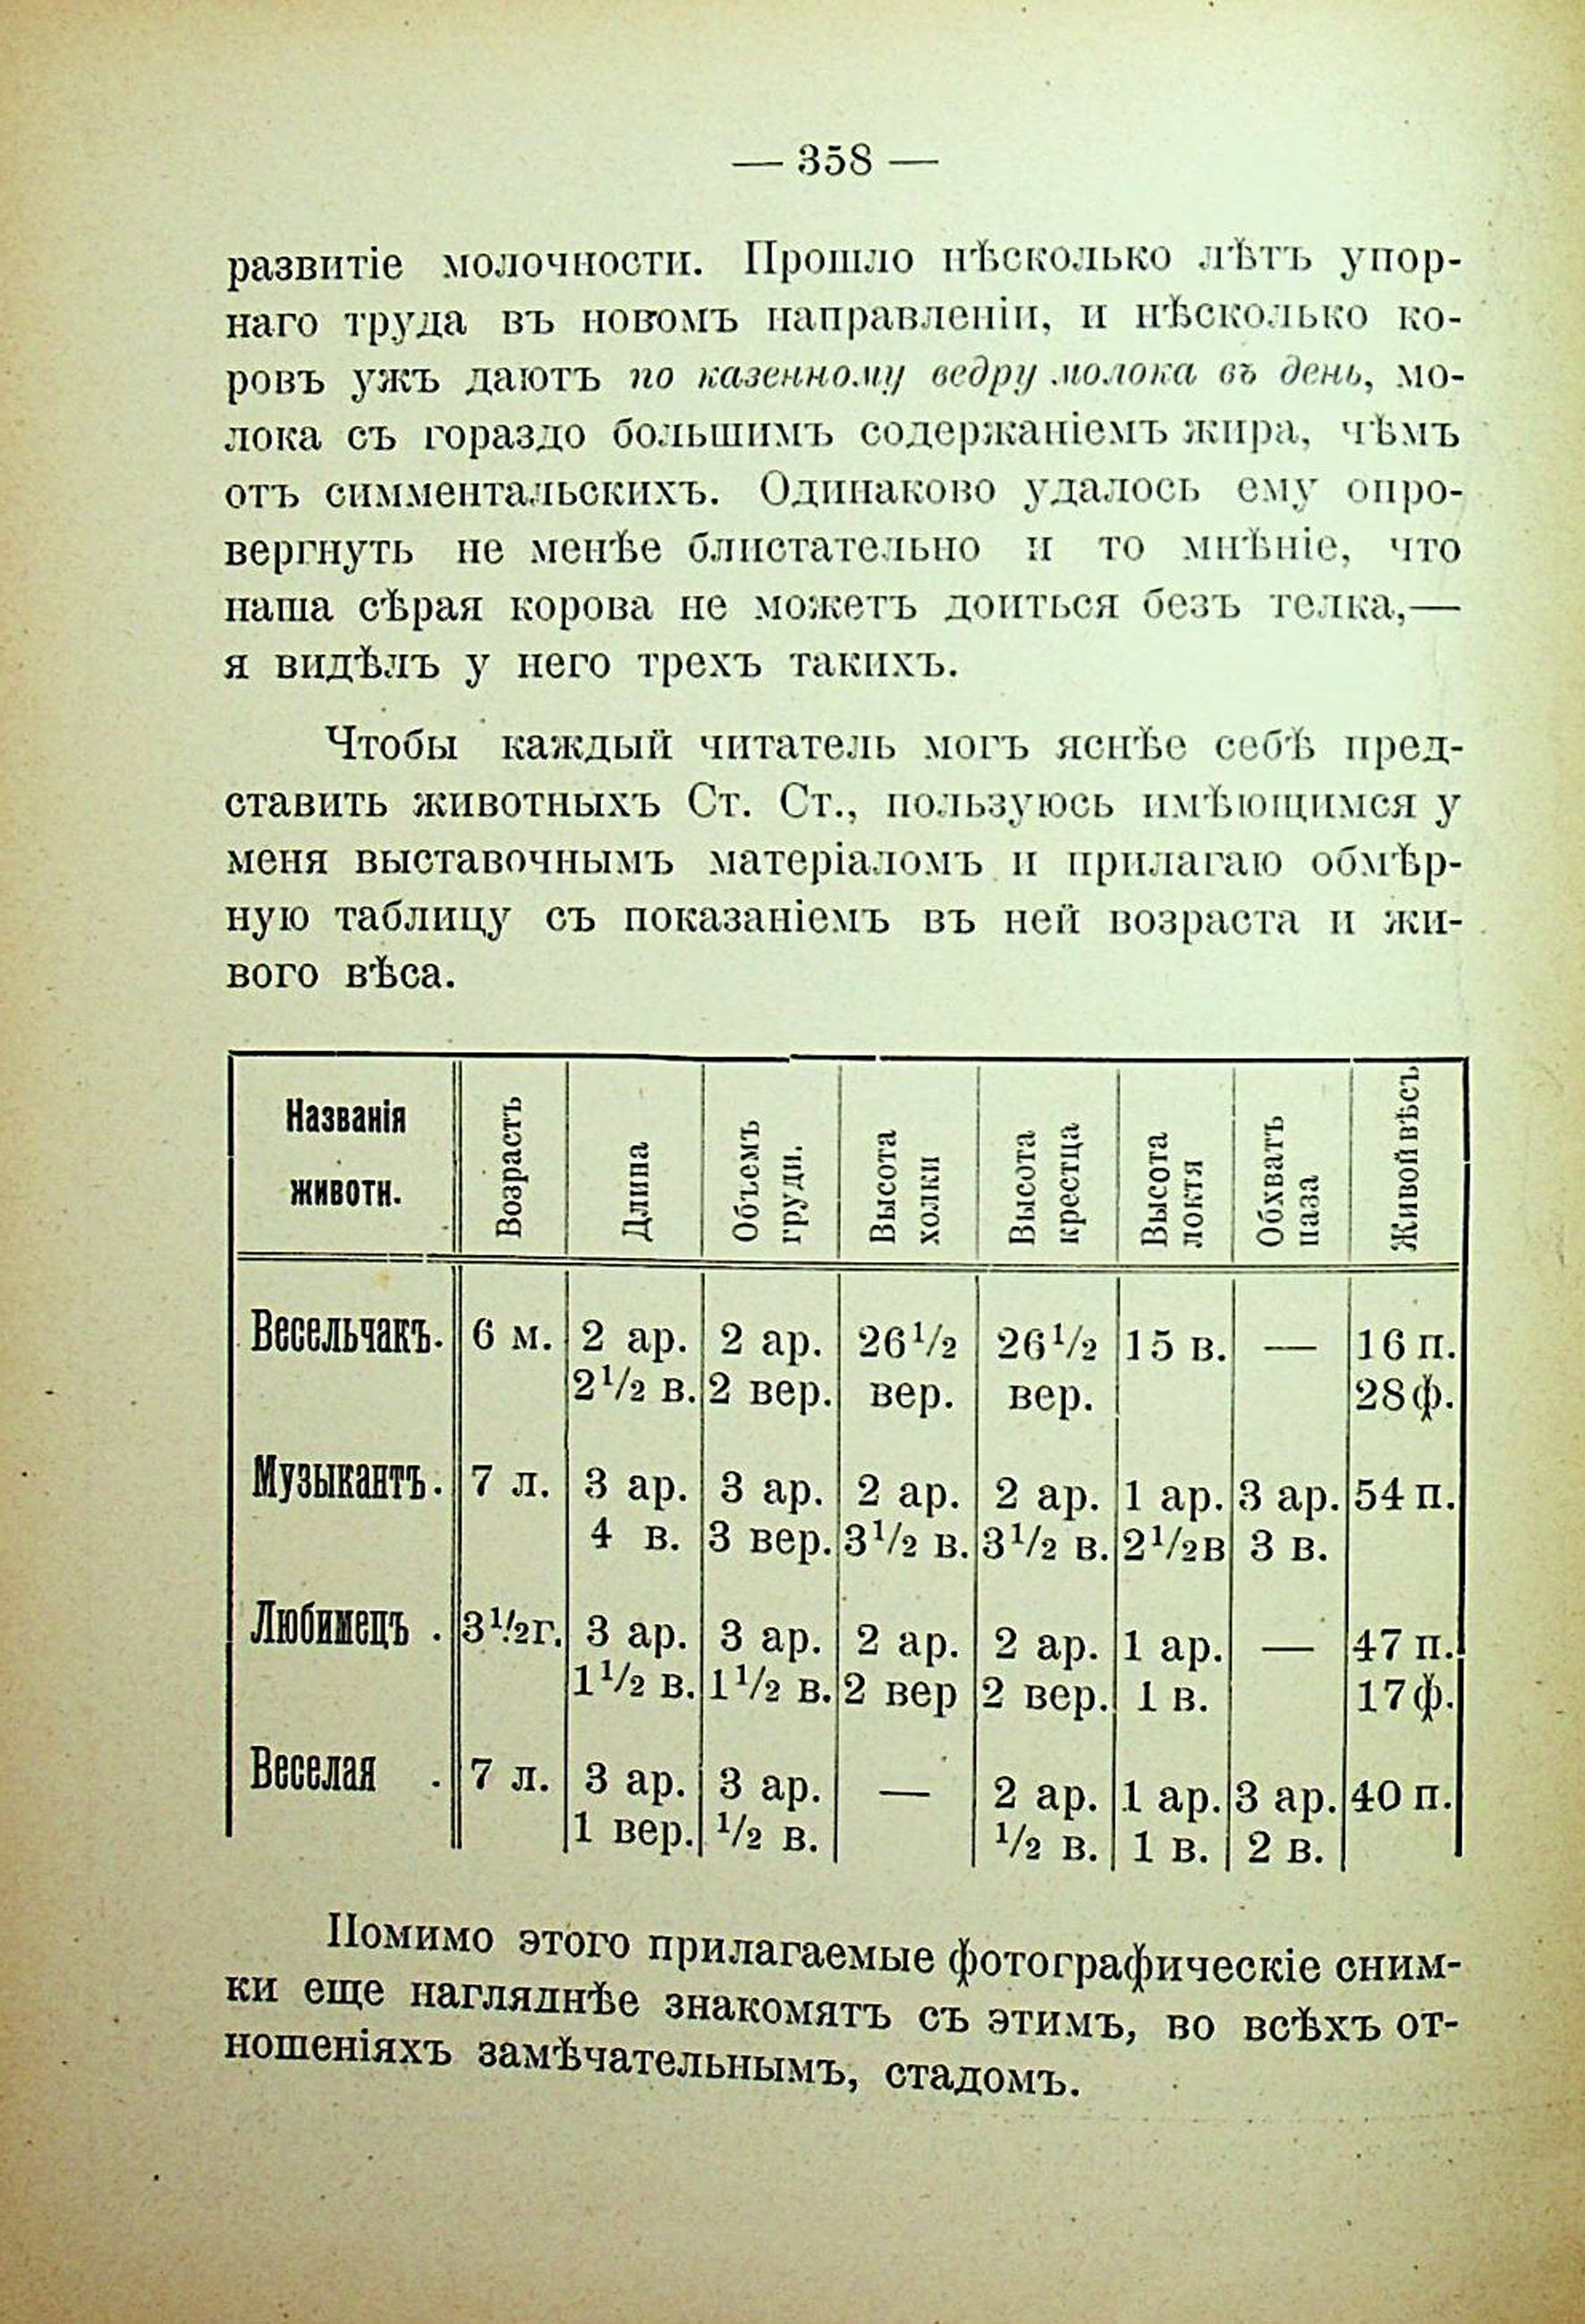 — 358 —
развитіе молочности. Прошло нѣсколько лѣтъ упор-
наго труда въ новомъ направленіи, и нѣсколько ко-
ровъ ужъ даютъ по казенному ведру молока въ день, мо-
лока съ гораздо большимъ содержаніемъ жира, чѣмъ
отъ симментальскихъ. Одинаково удалось ему опро-
вергнуть не менѣе блистательно и то мнѣніе, что
наша сѣрая корова не можетъ доиться безъ телка,—
я видѣлъ у него трехъ такихъ.
Чтобы каждый читатель могъ яснѣе себѣ пред-
ставить животныхъ Ст. Ст., пользуюсь имѣющимся у
меня выставочнымъ матеріаломъ и прилагаю обмѣр-
ную таблицу съ показаніемъ въ ней возраста и жи-
вого вѣса.
Названія животн. Возрастъ Длина Объемъ груди. Высота холки Высота крестца Высота локтя Обхватъ паза Живой вѣсъ
Весельчакъ. 6 м. 2 ар. 2 ар. 26½ 26½ 15 в. — 16 п.
2½ в. 2 вер. вер. вер. 28 ф.
Музыкантъ. 7 л. 3 ар. 3 ар. 2 ар. 2 ар. 1 ар. 3 ар. 54 п.
4 в. 3 вер. 3½ в. 3½ в. 2½в 3 в.
Любимецъ . 3½г. 3 ар. 3 ар. 2 ар. 2 ар. 1 ар. — 47 п.
1½ в. 1½ в. 2 вер 2 вер. 1 в. 17 ф.
Веселая . 7 л. 3 ар. 3 ар. — 2 ар. 1 ар. 3 ар. 40 п.
1 вер. ½ в. ½ в. 1 в. 2 в.
Помимо этого прилагаемые фотографическіе сним-
ки еще нагляднѣе знакомятъ съ этимъ, во всѣхъ от-
ношеніяхъ замѣчательнымъ, стадомъ.